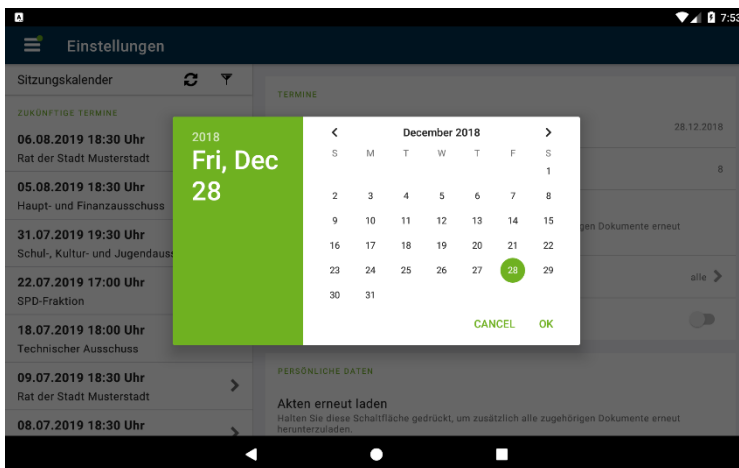 7:53
Einstellungen
Sitzungskalender
ZUKÜNFTIGE TERMINE
06.08.2019 18:30 Uhr
Rat der Stadt Musterstadt
05.08.2019 18:30 Uhr
Haupt- und Finanzausschuss
31.07.2019 19:30 Uhr
Schul-, Kultur- und Jugendauss
22.07.2019 17:00 Uhr
SPD-Fraktion
18.07.2019 18:00 Uhr
Technischer Ausschuss
09.07.2019 18:30 Uhr
Rat der Stadt Musterstadt
08.07.2019 18:30 Uhr
TERMINE
28.12.2018
8
gen Dokumente erneut
alle
2018
Fri, Dec
28
December 2018
S M T W T F S
1
2 3 4 5 6 7 8
9 10 11 12 13 14 15
16 17 18 19 20 21 22
23 24 25 26 27 28 29
30 31
CANCEL OK
PERSÖNLICHE DATEN
Akten erneut laden
Halten Sie diese Schaltfläche gedrückt, um zusätzlich alle zugehörigen Dokumente erneut
herunterzuladen.